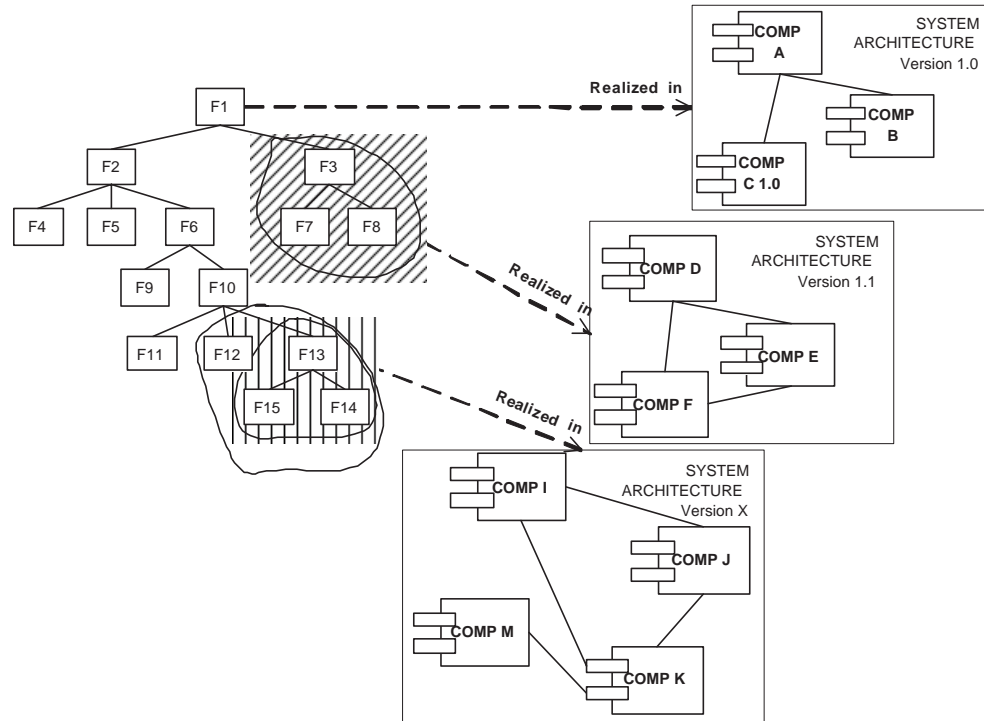 SYSTEM
ARCHITECTURE
Version 1.0
COMP
A
COMP
B
COMP
C 1.0
Realized in
F1
F2
F3
F4
F5
F6
F7
F8
F9
F10
F11
F12
F13
F15
F14
Realized in
SYSTEM
ARCHITECTURE
Version 1.1
COMP D
COMP E
COMP F
Realized in
SYSTEM
ARCHITECTURE
Version X
COMP I
COMP J
COMP M
COMP K